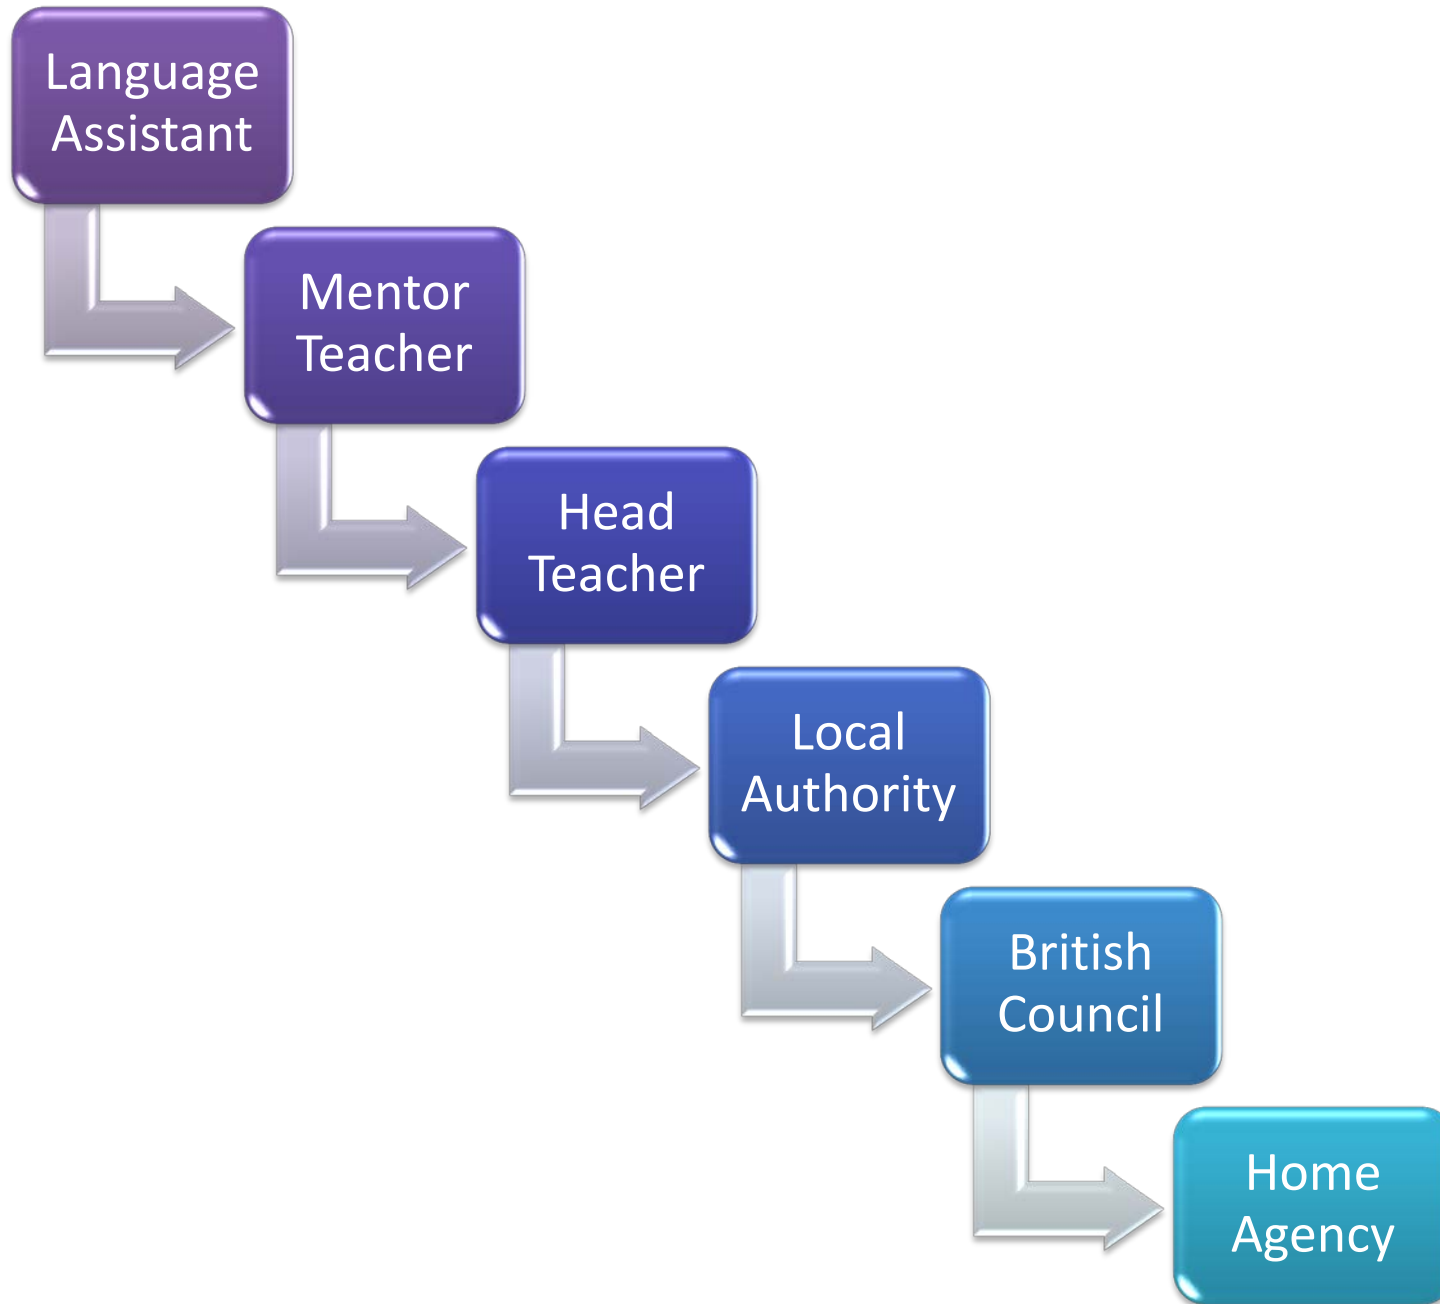 Language
Assistant
Mentor
Teacher
Head
Teacher
Local
Authority
British
Council
Home
Agency